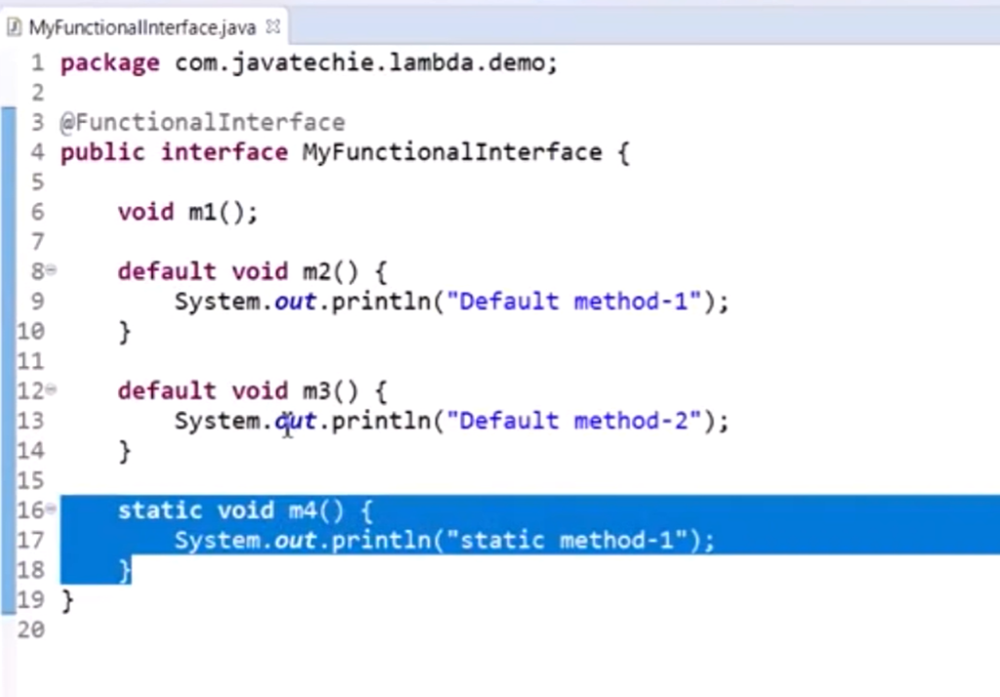 MyFunctionalInterface.java
1 package com.javatechie.lambda.demo;
2
3 @FunctionalInterface
4 public interface MyFunctionalInterface {
5
6     void m1();
7
8     default void m2() {
9         System.out.println("Default method-1");
10     }
11
12     default void m3() {
13         System.out.println("Default method-2");
14     }
15
16     static void m4() {
17         System.out.println("static method-1");
18     }
19 }
20